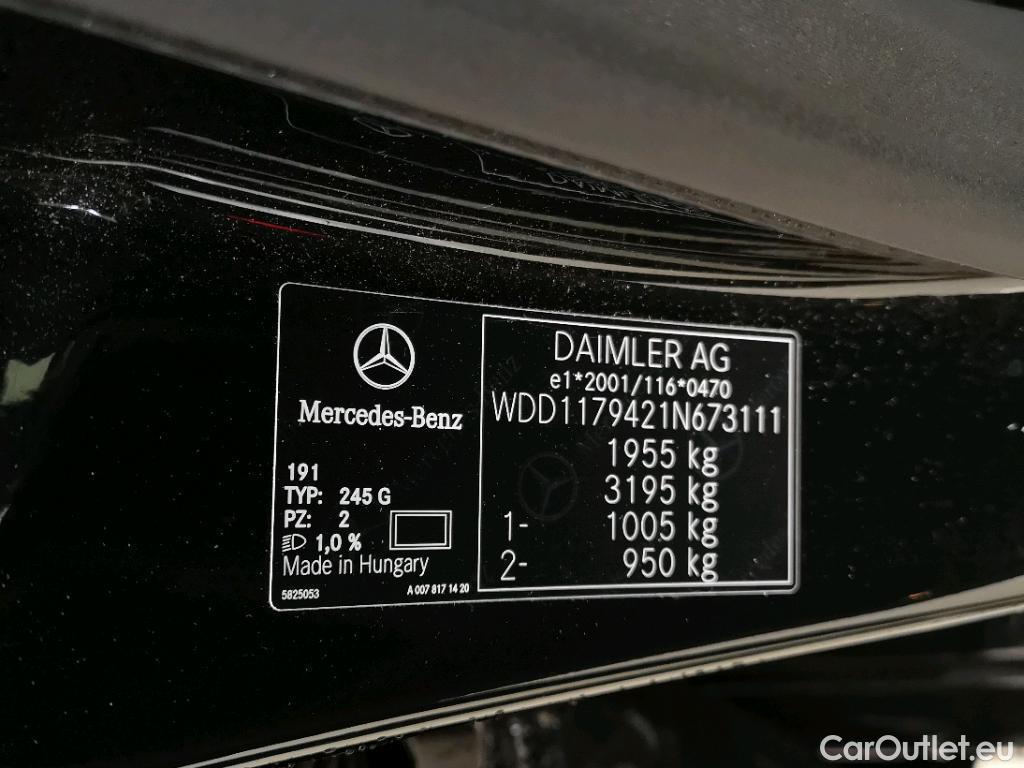 Mercedes-Benz
191
TYP: 245 G
PZ: 2
1,0 %
Made in Hungary
5825053
A 007 817 14 20
DAIMLER AG
e1*2001/116*0470
WDD1179421N673111
1955 kg
3195 kg
1- 1005 kg
2- 950 kg
CarOutlet.eu